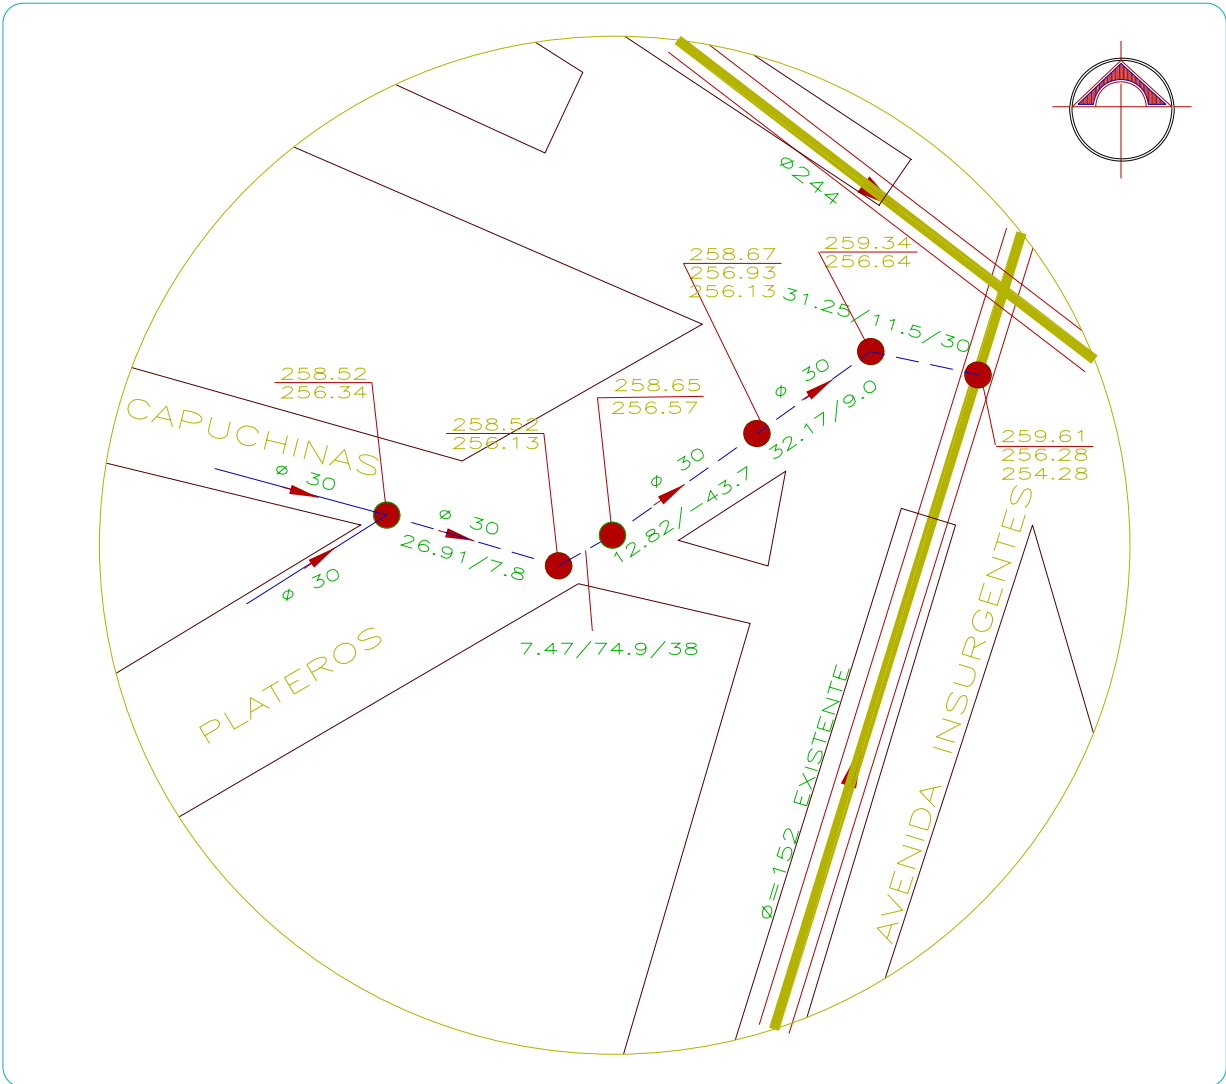 ø244
259.34
256.64
258.67
256.93
256.13
31.25/11.5/30
258.52
256.34
CAPUCHINAS
ø 30
258.65
256.57
258.52
256.13
ø 30
32.17/9.0
259.61
256.28
254.28
ø 30
ø 30
12.82/-43.7
26.91/7.8
ø 30
7.47/74.9/38
PLATEROS
ø=152 EXISTENTE
AVENIDA INSURGENTES